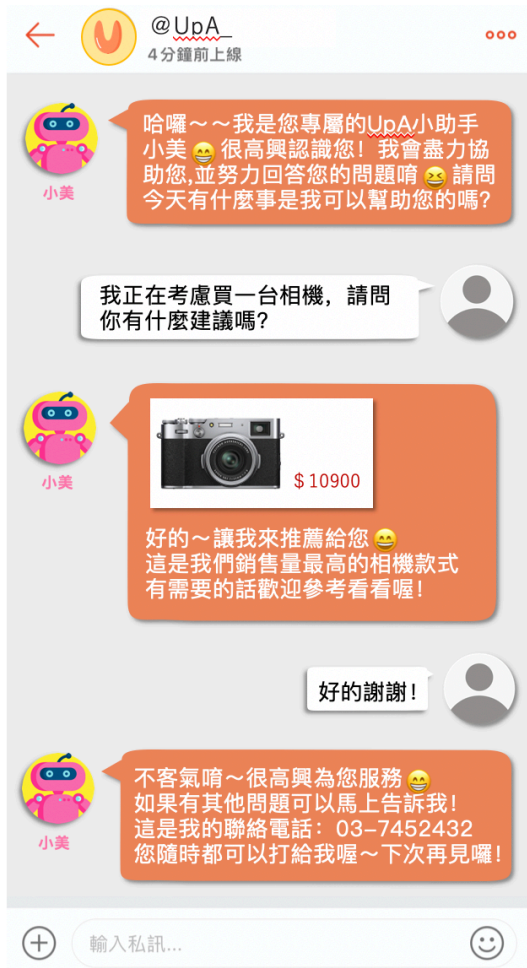 @UpA_
4分鐘前上線
哈囉～～我是您專屬的UpA小助手
小美😁很高興認識您！我會盡力協
助您,並努力回答您的問題唷😆請問
今天有什麼事是我可以幫助您的嗎?
小美
我正在考慮買一台相機，請問
你有什麼建議嗎?
$10900
好的～讓我來推薦給您😁
這是我們銷售量最高的相機款式
有需要的話歡迎參考看看喔！
小美
好的謝謝！
不客氣唷～很高興為您服務😁
如果有其他問題可以馬上告訴我！
這是我的聯絡電話：03-7452432
您隨時都可以打給我喔～下次再見囉！
小美
輸入私訊...